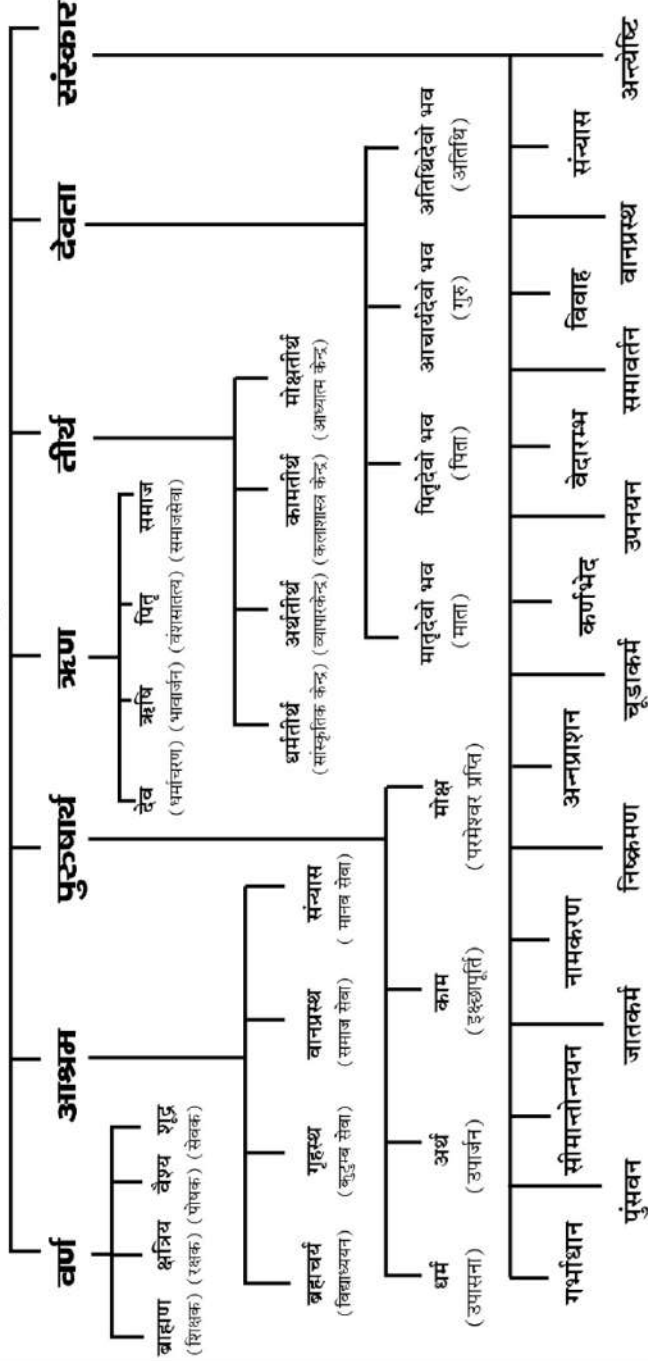 वर्ण आश्रम पुरुषार्थ ऋण तीर्थ देवता संस्कार
ब्राह्मण क्षत्रिय वैश्य शूद्र
(शिक्षक) (रक्षक) (पोषक) (सेवक)
देव ऋषि पितृ समाज
(धर्माचरण) (भावार्जन) (वंशसातत्य) (समाजसेवा)
ब्रह्मचर्य गृहस्थ वानप्रस्थ संन्यास
(विद्याध्ययन) (कुटुम्ब सेवा) (समाज सेवा) (मानव सेवा)
धर्मतीर्थ अर्थतीर्थ कामतीर्थ मोक्षतीर्थ
(सांस्कृतिक केन्द्र) (व्यापारकेन्द्र) (कलाशास्त्र केन्द्र) (आध्यात्म केन्द्र)
धर्म अर्थ काम मोक्ष
(उपासना) (उपार्जन) (इक्छापूर्ति) (परमेश्वर प्रप्ति)
मातृदेवो भव पितृदेवो भव आचार्यदेवो भव अतिथिदेवो भव
(माता) (पिता) (गुरु) (अतिथि)
गर्भाधान सीमान्तोन्नयन नामकरण अन्नप्राशन कर्णभेद वेदारम्भ विवाह संन्यास
पुंसवन जातकर्म निष्क्रमण चूडाकर्म उपनयन समावर्तन वानप्रस्थ अन्त्येष्टि